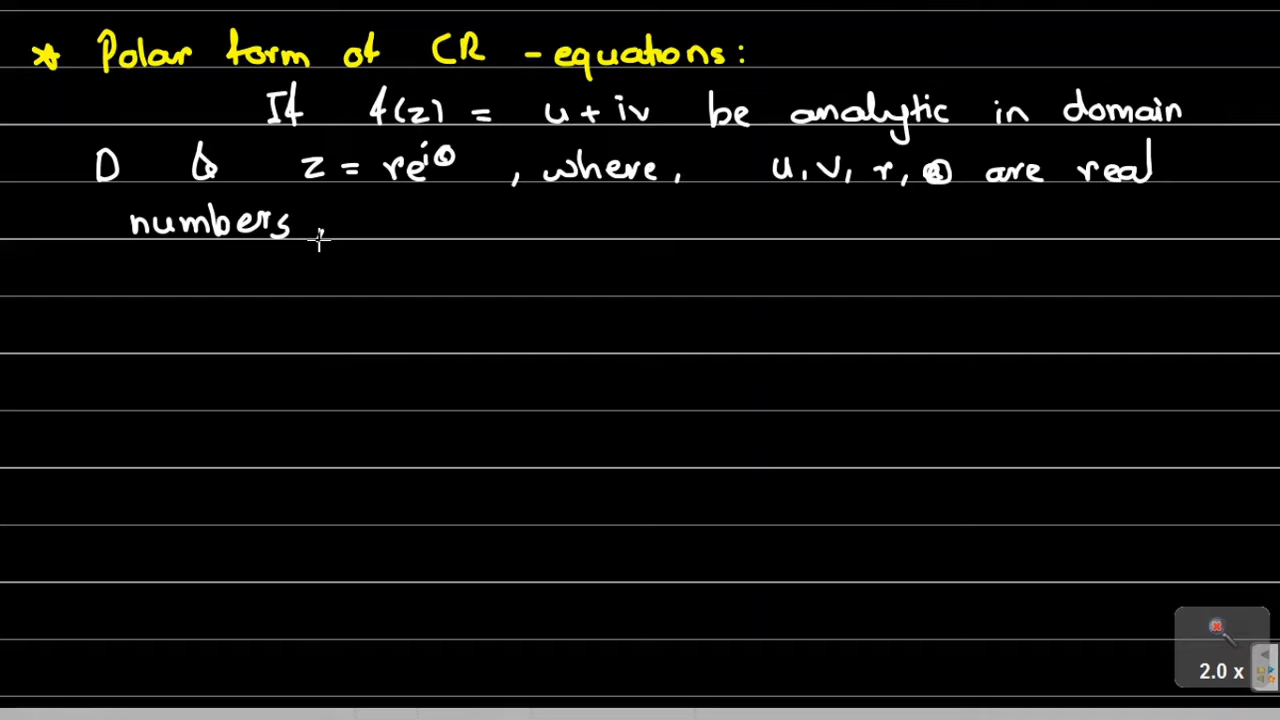 * Polar form of CR - equations:
If f(z) = u + iv be analytic in domain
D & z = re^{iθ} , where, u, v, r, θ are real
numbers ,
2.0 x